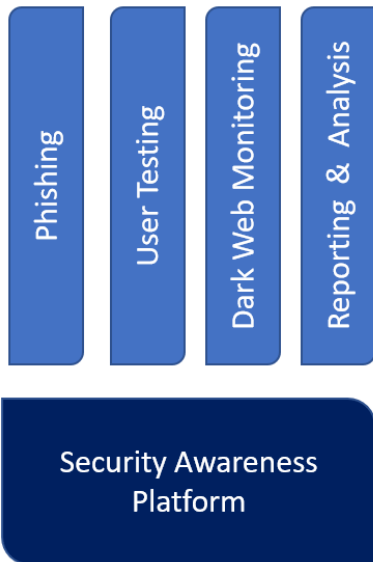 Phishing
User Testing
Dark Web Monitoring
Reporting & Analysis
Security Awareness
Platform